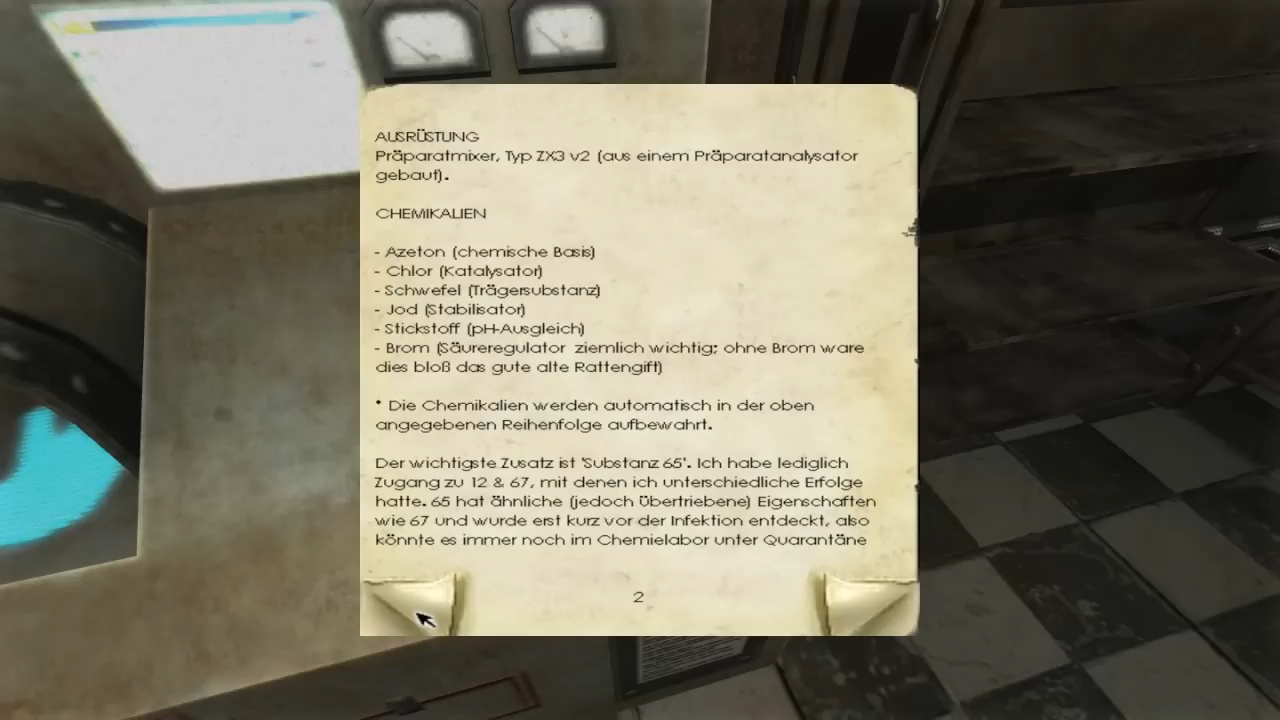 AUSRÜSTUNG
Präparatmixer, Typ ZX3 v2 (aus einem Präparatanalysator
gebaut).
CHEMIKALIEN
- Azeton (chemische Basis)
- Chlor (Katalysator)
- Schwefel (Trägersubstanz)
- Jod (Stabilisator)
- Stickstoff (pH-Ausgleich)
- Brom (Säureregulator  ziemlich wichtig; ohne Brom ware
dies bloß das gute alte Rattengift)
* Die Chemikalien werden automatisch in der oben
angegebenen Reihenfolge aufbewahrt.
Der wichtigste Zusatz ist 'Substanz 65'. Ich habe lediglich
Zugang zu 12 & 67, mit denen ich unterschiedliche Erfolge
hatte. 65 hat ähnliche (jedoch übertriebene) Eigenschaften
wie 67 und wurde erst kurz vor der Infektion entdeckt, also
könnte es immer noch im Chemielabor unter Quarantäne
2